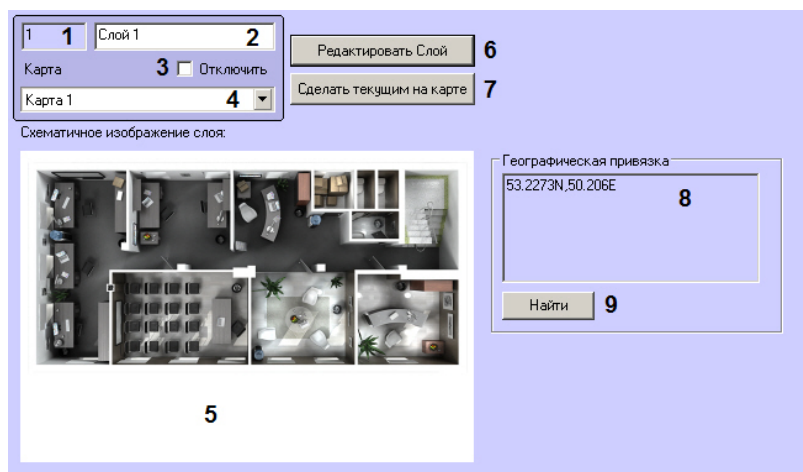 1 1 Слой 1 2
Редактировать Слой 6
Карта 3 Отключить
Сделать текущим на карте 7
Карта 1 4
Схематичное изображение слоя:
Географическая привязка
53.2273N,50.206E 8
Найти 9
5